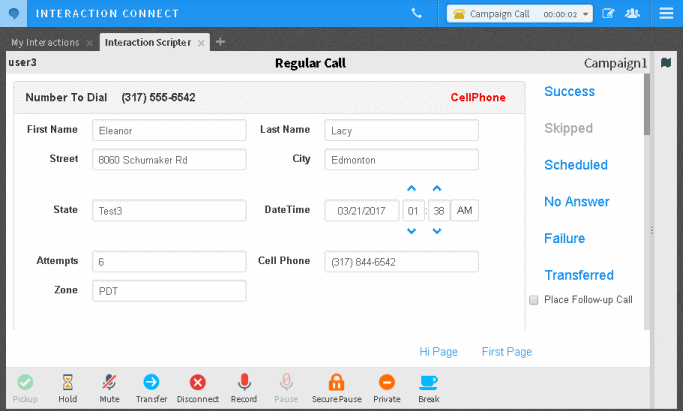 INTERACTION CONNECT
Campaign Call 00:00:02
My Interactions × Interaction Scripter × +
user3 Regular Call Campaign1
Number To Dial (317) 555-6542 CellPhone
First Name Eleanor Last Name Lacy
Street 8060 Schumaker Rd City Edmonton
State Test3 DateTime 03/21/2017 01 : 38 AM
Attempts 6 Cell Phone (317) 844-6542
Zone PDT
Success
Skipped
Scheduled
No Answer
Failure
Transferred
Place Follow-up Call
Hi Page First Page
Pickup Hold Mute Transfer Disconnect Record Pause Secure Pause Private Break